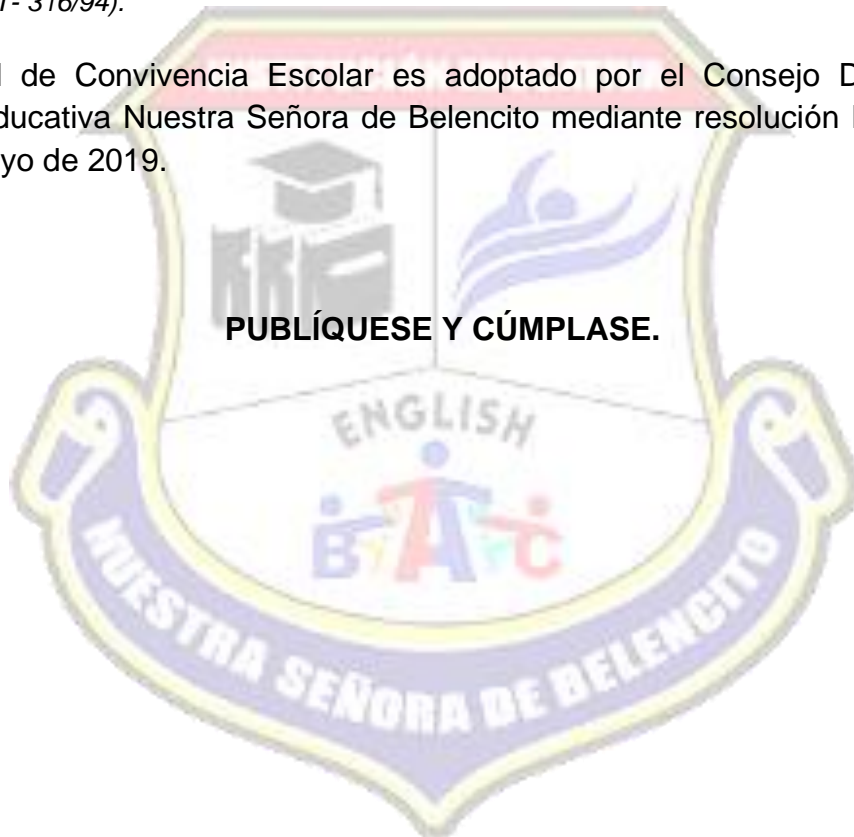 T- 316/94).
de Convivencia Escolar es adoptado por el Consejo
ducativa Nuestra Señora de Belencito mediante resolución
yo de 2019.
PUBLÍQUESE Y CÚMPLASE.
ENGLISH
B A C
NUESTRA SEÑORA DE BELENCITO